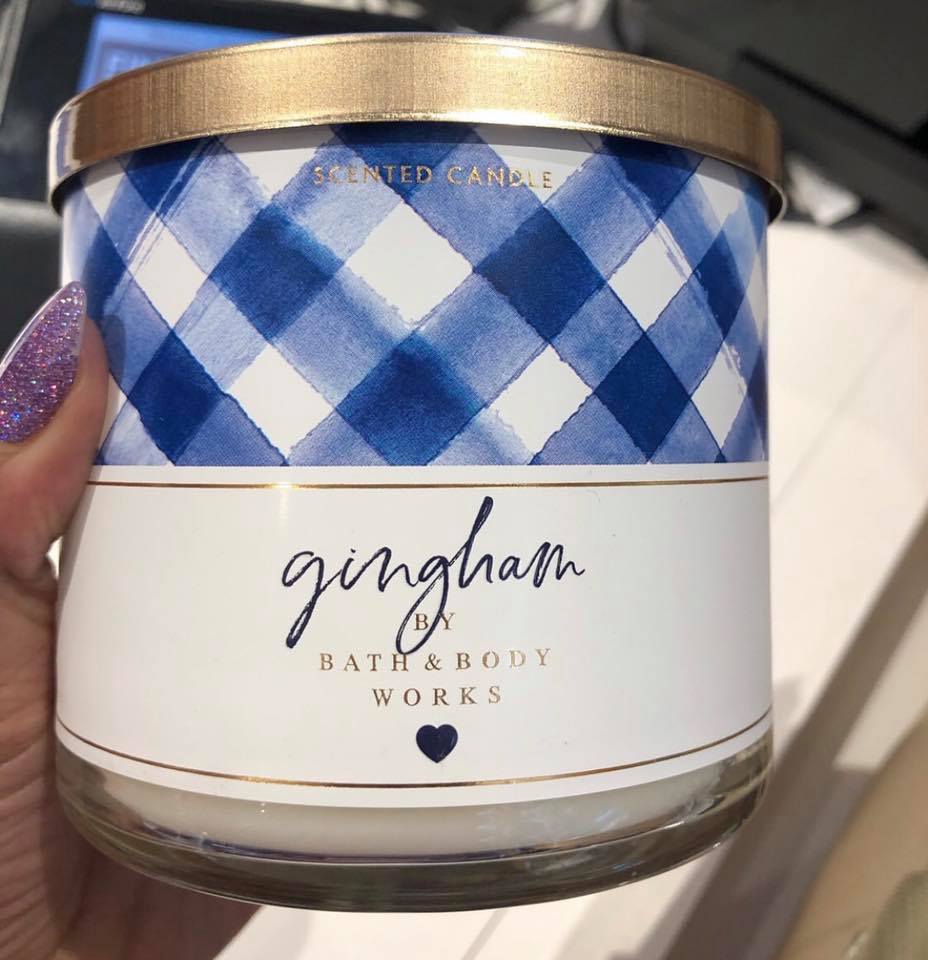 SCENTED CANDLE
gingham
BY
BATH & BODY
WORKS